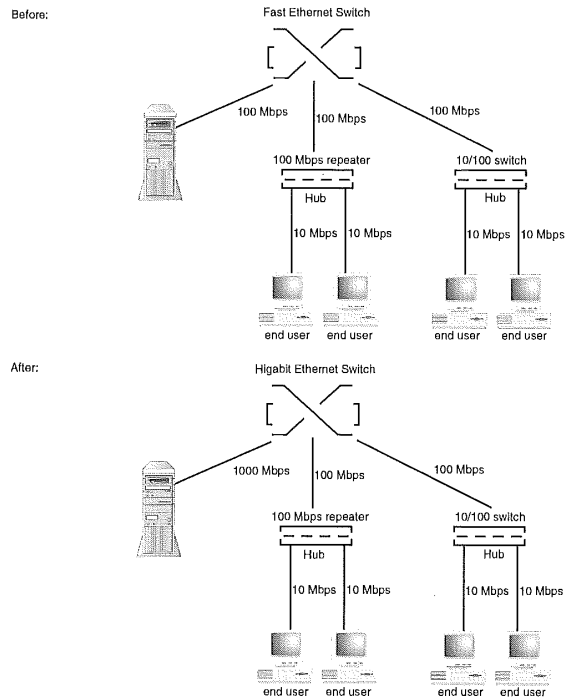 Before:
Fast Ethernet Switch
100 Mbps
100 Mbps
100 Mbps
100 Mbps repeater
10/100 switch
Hub
Hub
10 Mbps
10 Mbps
10 Mbps
10 Mbps
end user
end user
end user
end user
After:
Higabit Ethernet Switch
1000 Mbps
100 Mbps
100 Mbps
100 Mbps repeater
10/100 switch
Hub
Hub
10 Mbps
10 Mbps
10 Mbps
10 Mbps
end user
end user
end user
end user